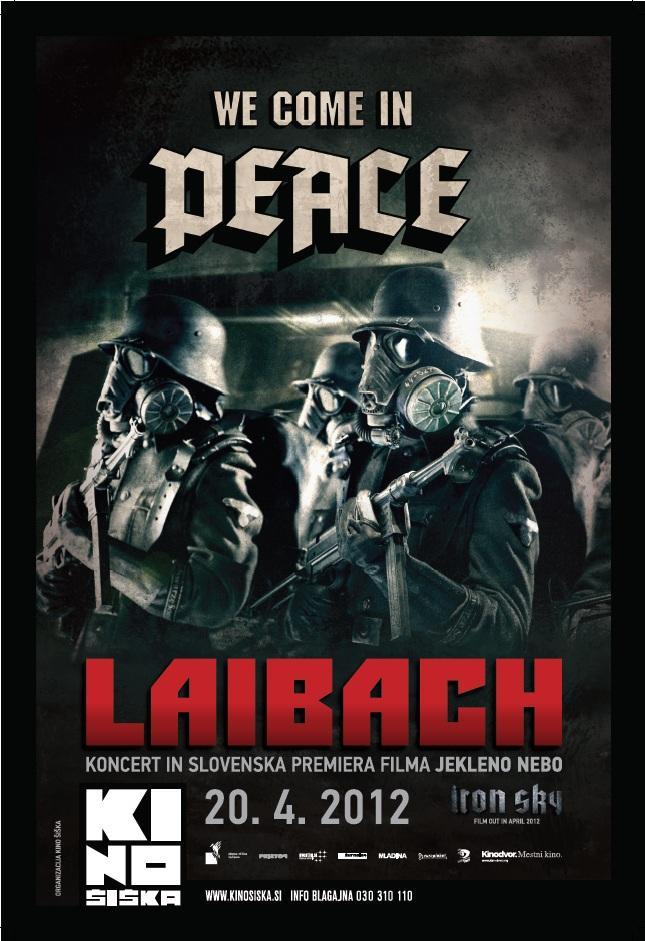 WE COME IN
PEACE
LAIBACH
KONCERT IN SLOVENSKA PREMIERA FILMA JEKLENO NEBO
20. 4. 2012
iron sky
FILM OUT IN APRIL 2012
KI
NO
ŠIŠKA
ORGANIZACIJA KINO ŠIŠKA
MLADINA
Kinodvor. Mestni kino.
WWW.KINOSISKA.SI INFO BLAGAJNA 030 310 110